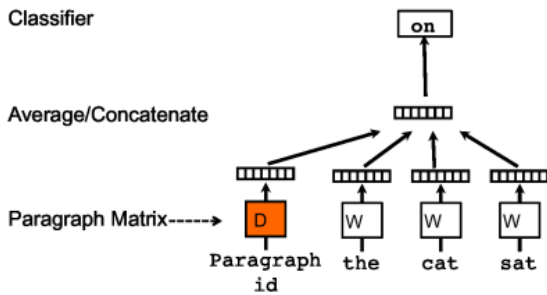 Classifier
on
Average/Concatenate
Paragraph Matrix
D
W
W
W
Paragraph
id
the
cat
sat